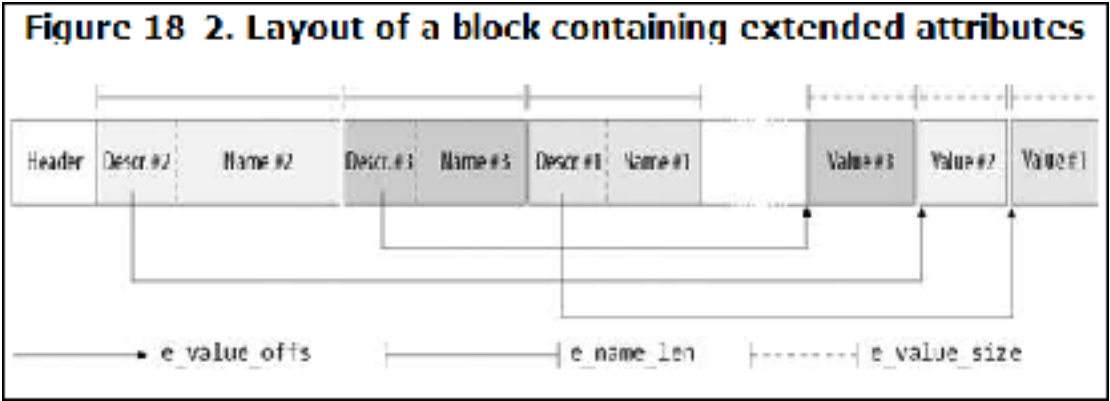 Figure 18 2. Layout of a block containing extended attributes
Header Descr.#2 Name #2 Descr.#3 Name #3 Descr #1 Name #1 Value #3 Value #2 Value #1
e_value_offs e_name_len e_value_size